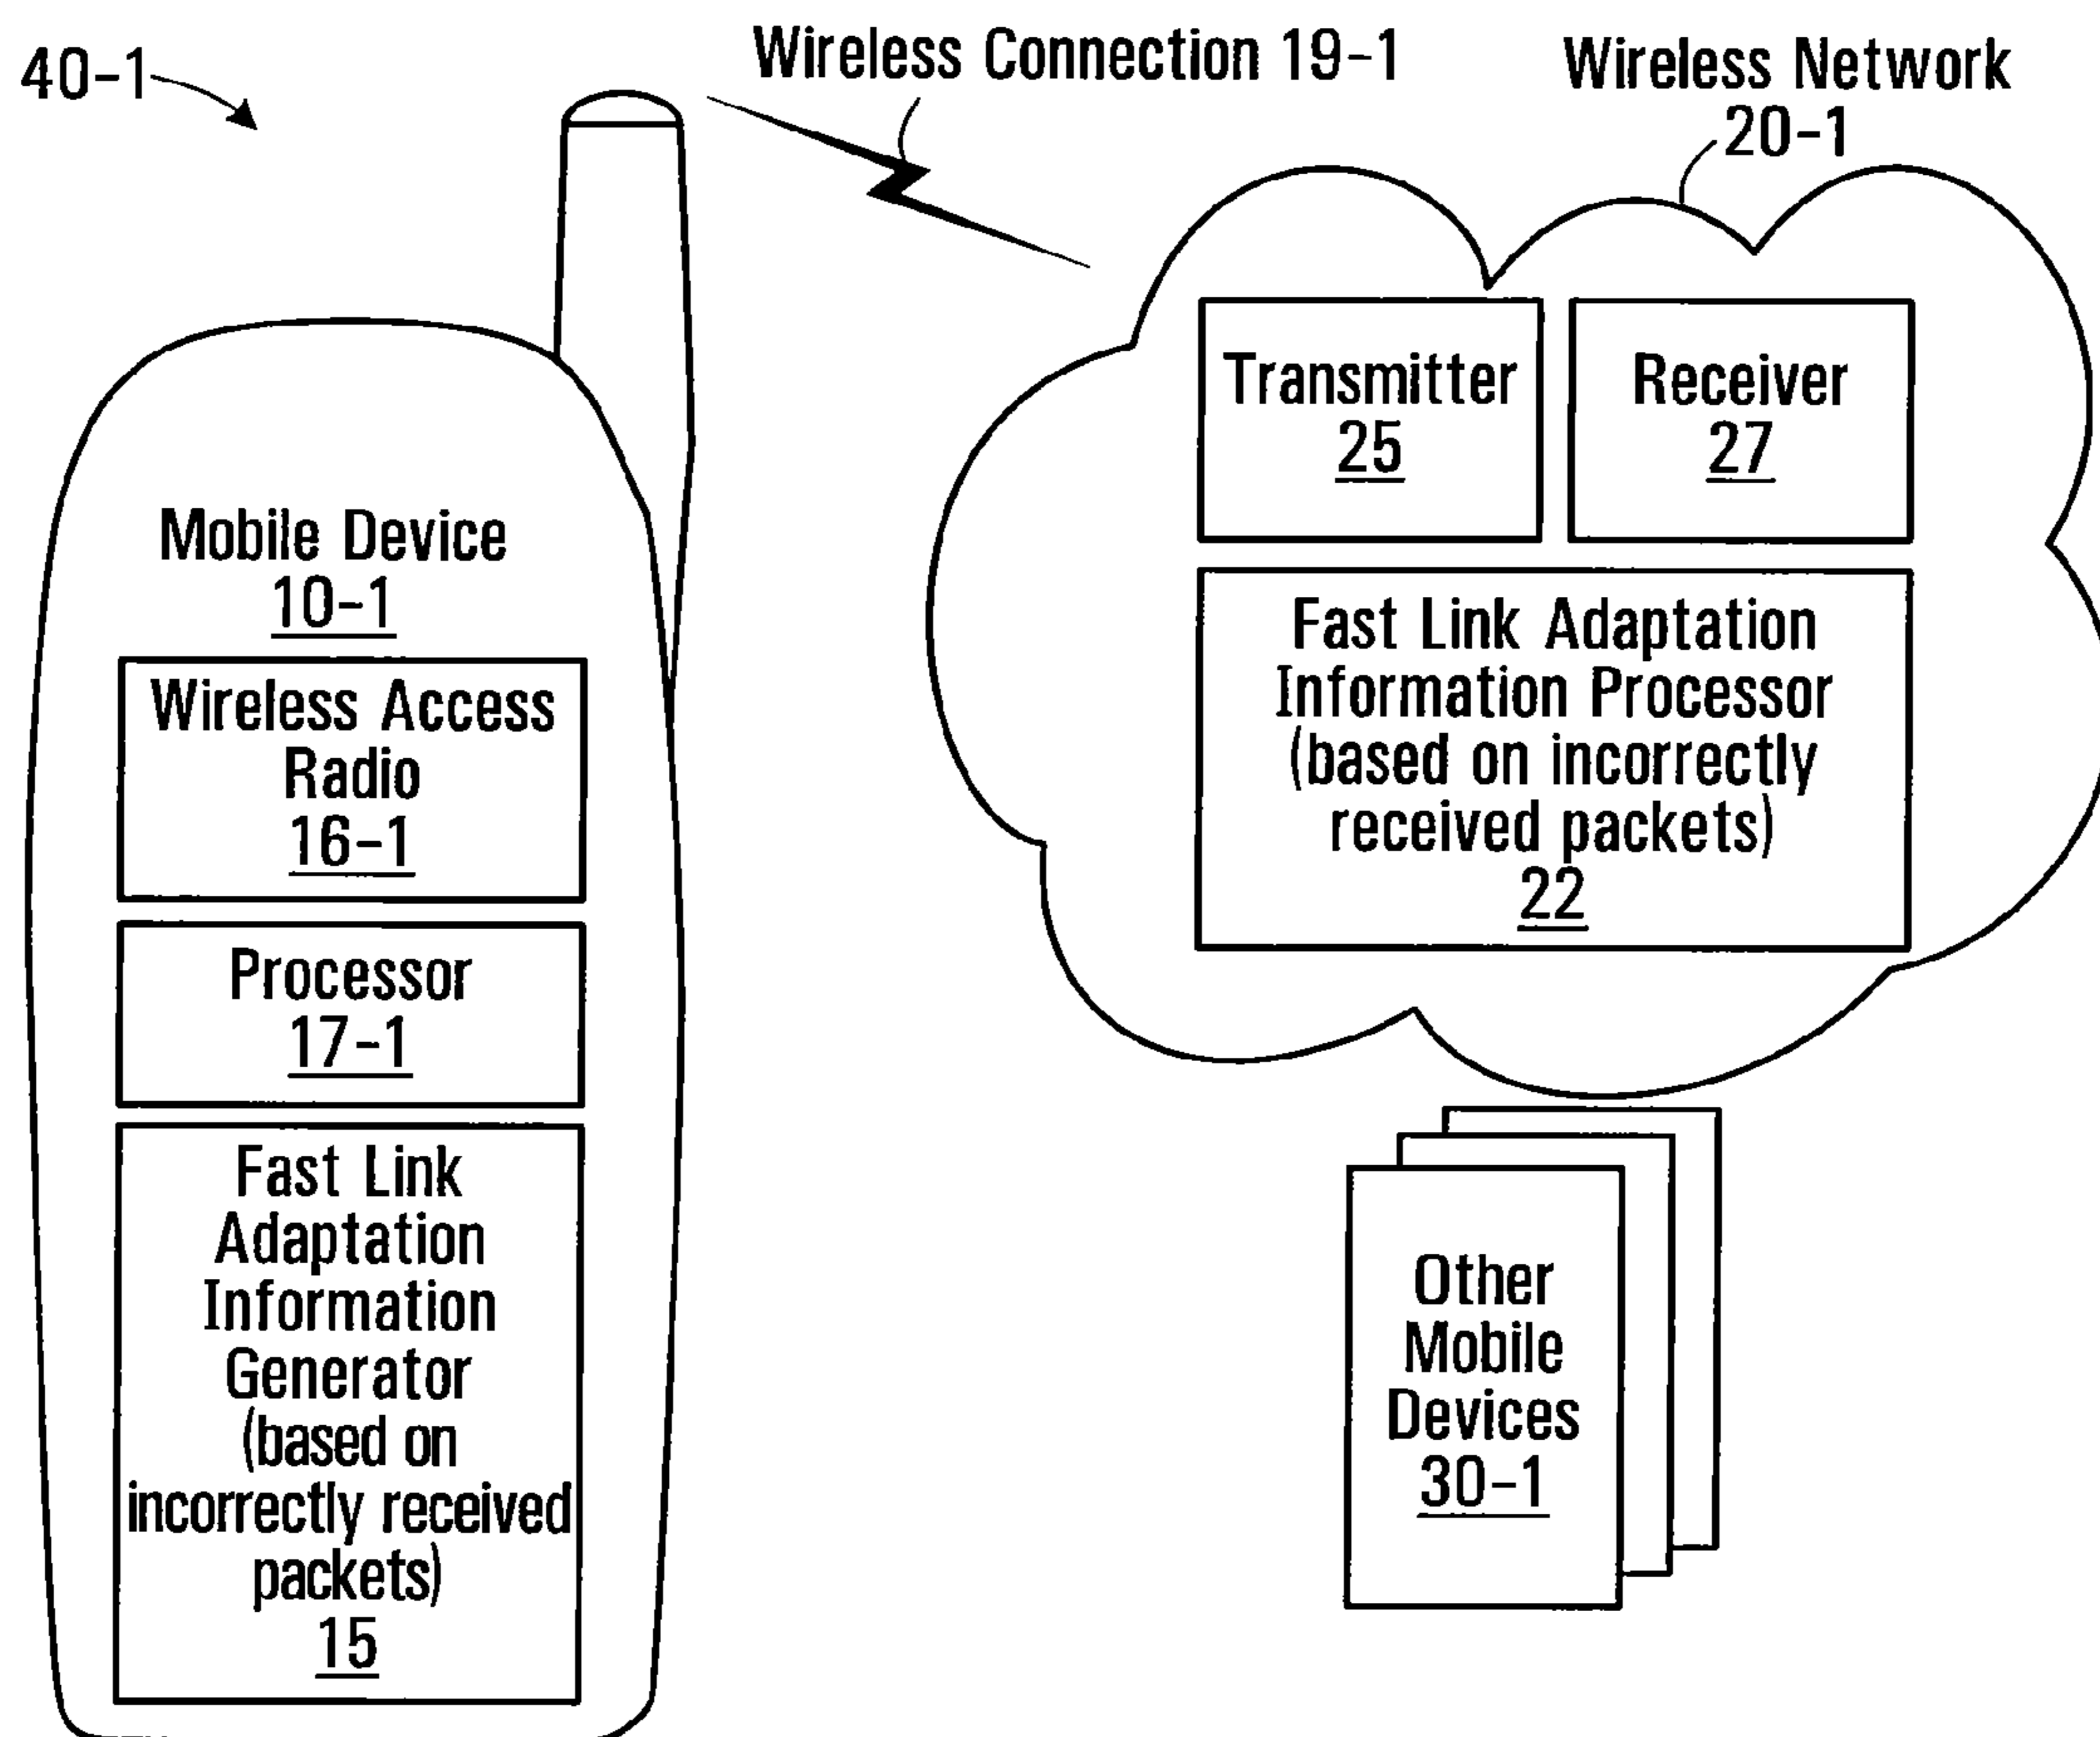 40-1
Wireless Connection 19-1
Wireless Network
20-1
Mobile Device
10-1
Wireless Access
Radio
16-1
Processor
17-1
Fast Link
Adaptation
Information
Generator
(based on
incorrectly received
packets)
15
Transmitter
25
Receiver
27
Fast Link Adaptation
Information Processor
(based on incorrectly
received packets)
22
Other
Mobile
Devices
30-1